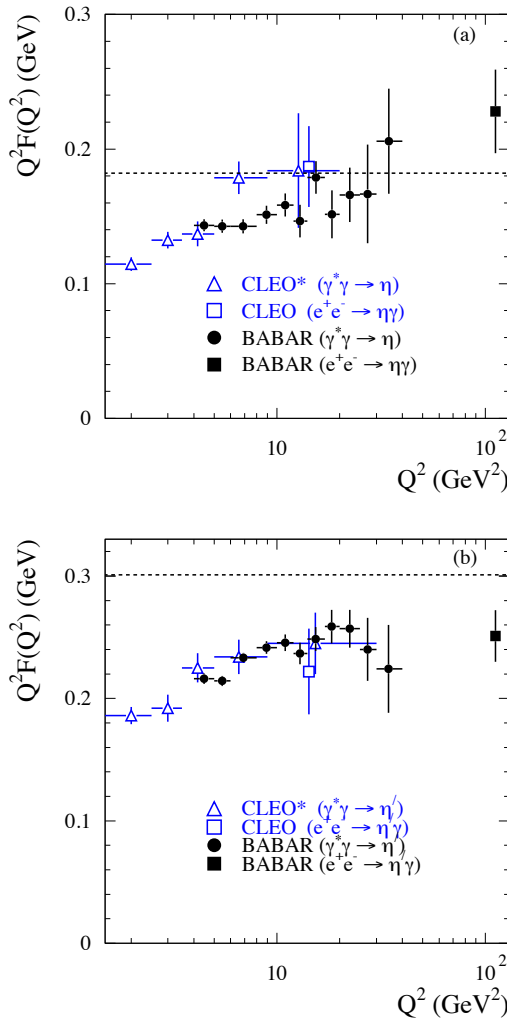 (a)
Q²F(Q²) (GeV)
0.3
0.2
0.1
0
CLEO* (γ*γ → η)
CLEO (e⁺e⁻ → ηγ)
BABAR (γ*γ → η)
BABAR (e⁺e⁻ → ηγ)
10
10²
Q² (GeV²)
(b)
Q²F(Q²) (GeV)
0.3
0.2
0.1
0
CLEO* (γ*γ → η′)
CLEO (e⁺e⁻ → η′γ)
BABAR (γ*γ → η′)
BABAR (e⁺e⁻ → η′γ)
10
10²
Q² (GeV²)